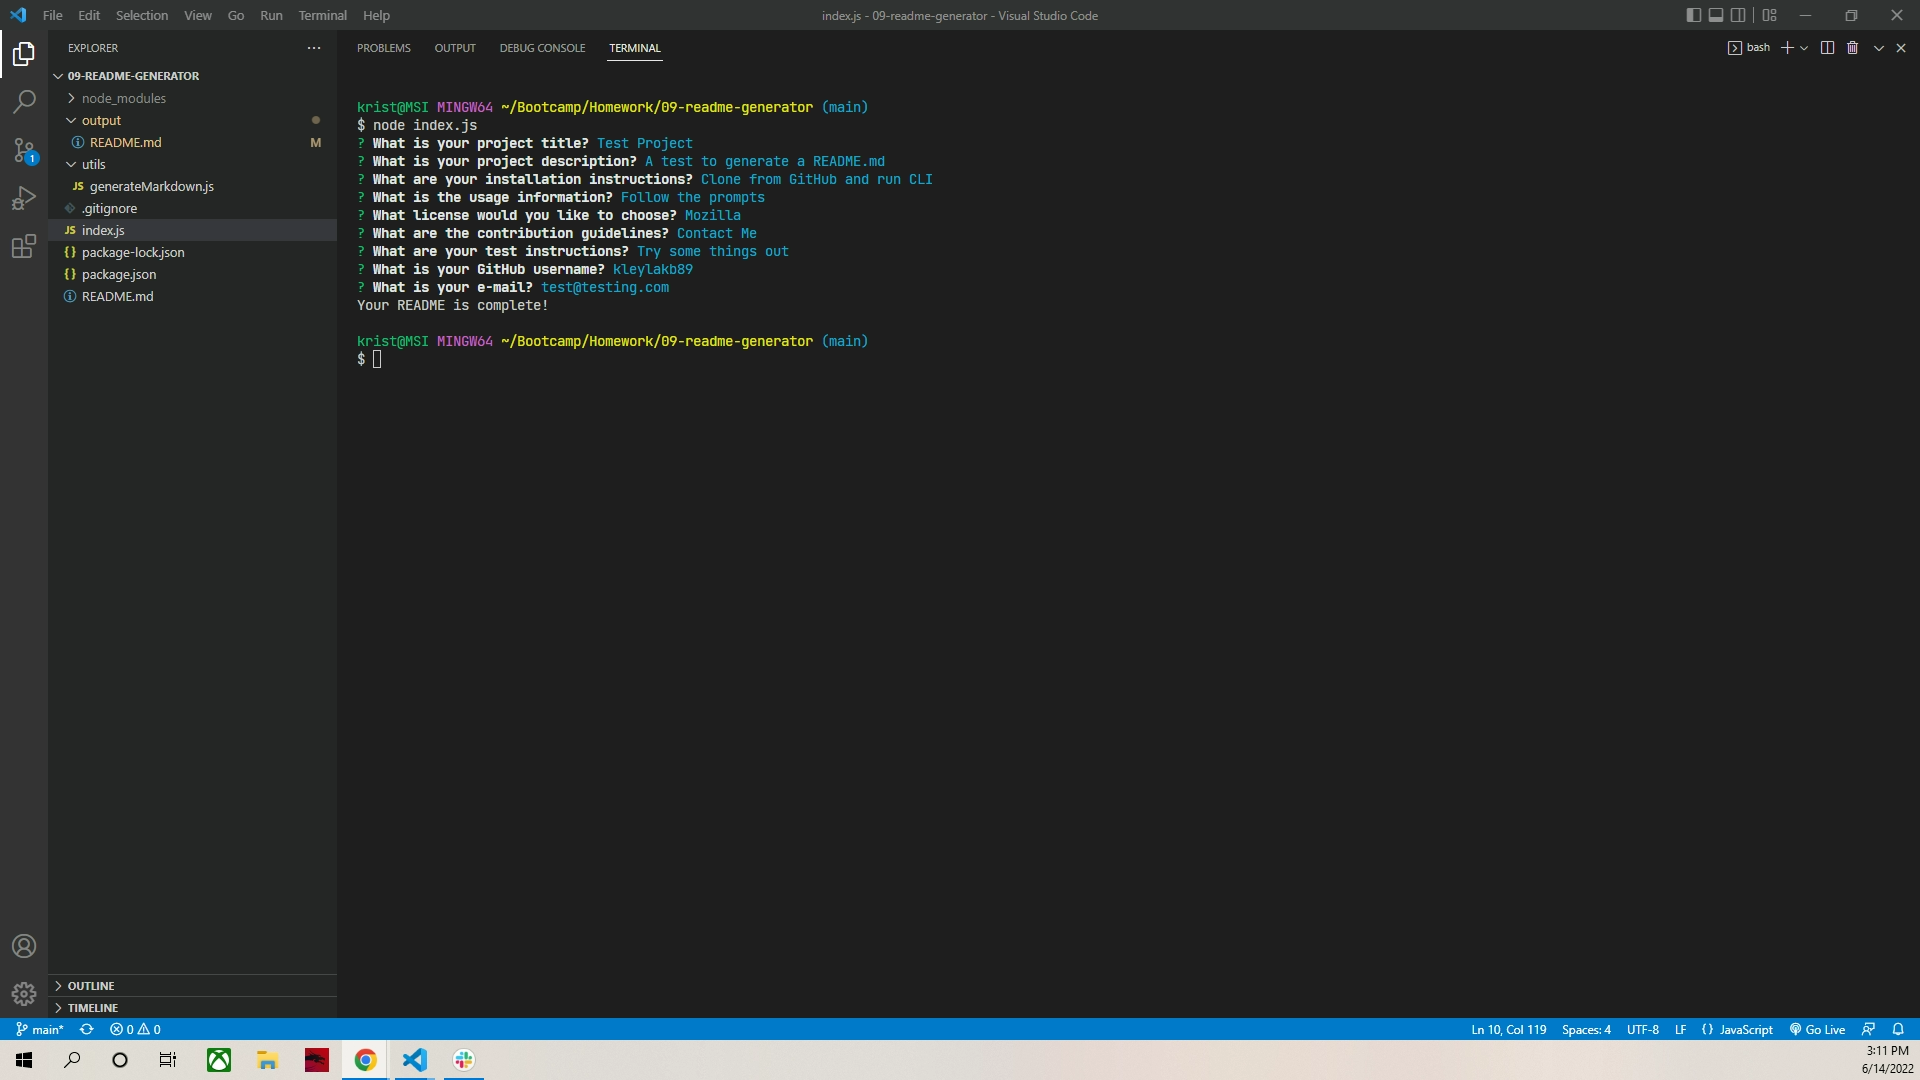 File Edit Selection View Go Run Terminal Help
index.js - 09-readme-generator - Visual Studio Code
EXPLORER
09-README-GENERATOR
node_modules
output
README.md M
utils
JS generateMarkdown.js
.gitignore
JS index.js
{} package-lock.json
{} package.json
README.md
OUTLINE
TIMELINE
1
PROBLEMS OUTPUT DEBUG CONSOLE TERMINAL
bash
krist@MSI MINGW64 ~/Bootcamp/Homework/09-readme-generator (main)
$ node index.js
? What is your project title? Test Project
? What is your project description? A test to generate a README.md
? What are your installation instructions? Clone from GitHub and run CLI
? What is the usage information? Follow the prompts
? What license would you like to choose? Mozilla
? What are the contribution guidelines? Contact Me
? What are your test instructions? Try some things out
? What is your GitHub username? kleylakb89
? What is your e-mail? test@testing.com
Your README is complete!
krist@MSI MINGW64 ~/Bootcamp/Homework/09-readme-generator (main)
$
main* 0 0
Ln 10, Col 119 Spaces: 4 UTF-8 LF {} JavaScript Go Live
3:11 PM
6/14/2022